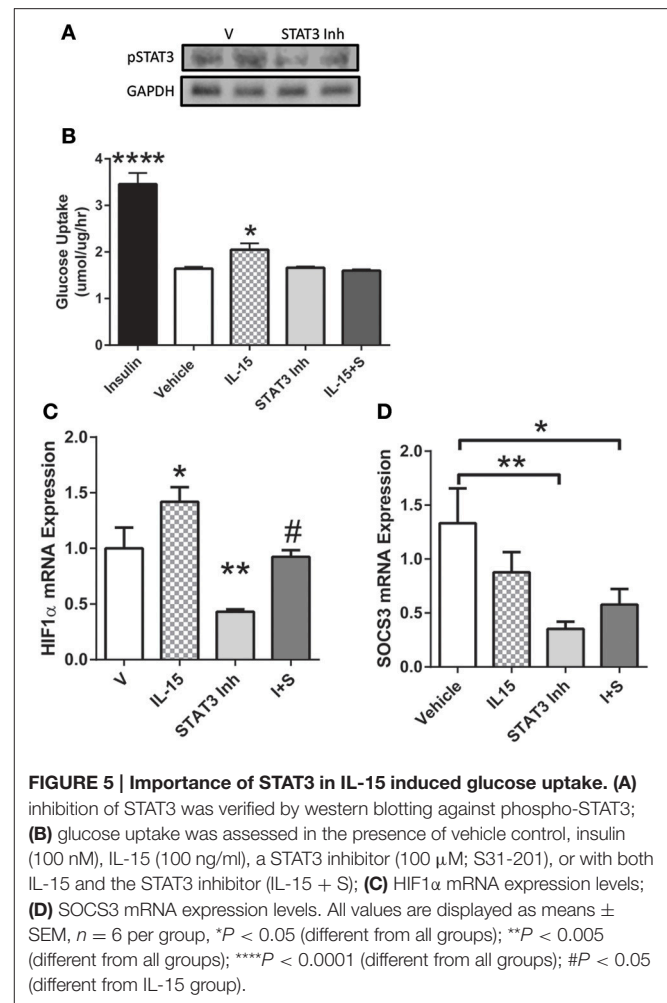 A
V STAT3 Inh
pSTAT3
GAPDH
B
****
*
4
3
2
1
0
Glucose Uptake
(umol/ug/hr)
Insulin
Vehicle
IL-15
STAT3 Inh
IL-15+S
C
HIF1α mRNA Expression
1.5
1.0
0.5
0.0
2.0
*
**
#
V
IL-15
STAT3 Inh
I+S
D
SOCS3 mRNA Expression
2.0
1.5
1.0
0.5
0.0
*
**
Vehicle
IL15
STAT3 Inh
I+S
FIGURE 5 | Importance of STAT3 in IL-15 induced glucose uptake. (A)
inhibition of STAT3 was verified by western blotting against phospho-STAT3;
(B) glucose uptake was assessed in the presence of vehicle control, insulin
(100 nM), IL-15 (100 ng/ml), a STAT3 inhibitor (100 μM; S31-201), or with both
IL-15 and the STAT3 inhibitor (IL-15 + S); (C) HIF1α mRNA expression levels;
(D) SOCS3 mRNA expression levels. All values are displayed as means ±
SEM, n = 6 per group, *P < 0.05 (different from all groups); **P < 0.005
(different from all groups); ****P < 0.0001 (different from all groups); #P < 0.05
(different from IL-15 group).